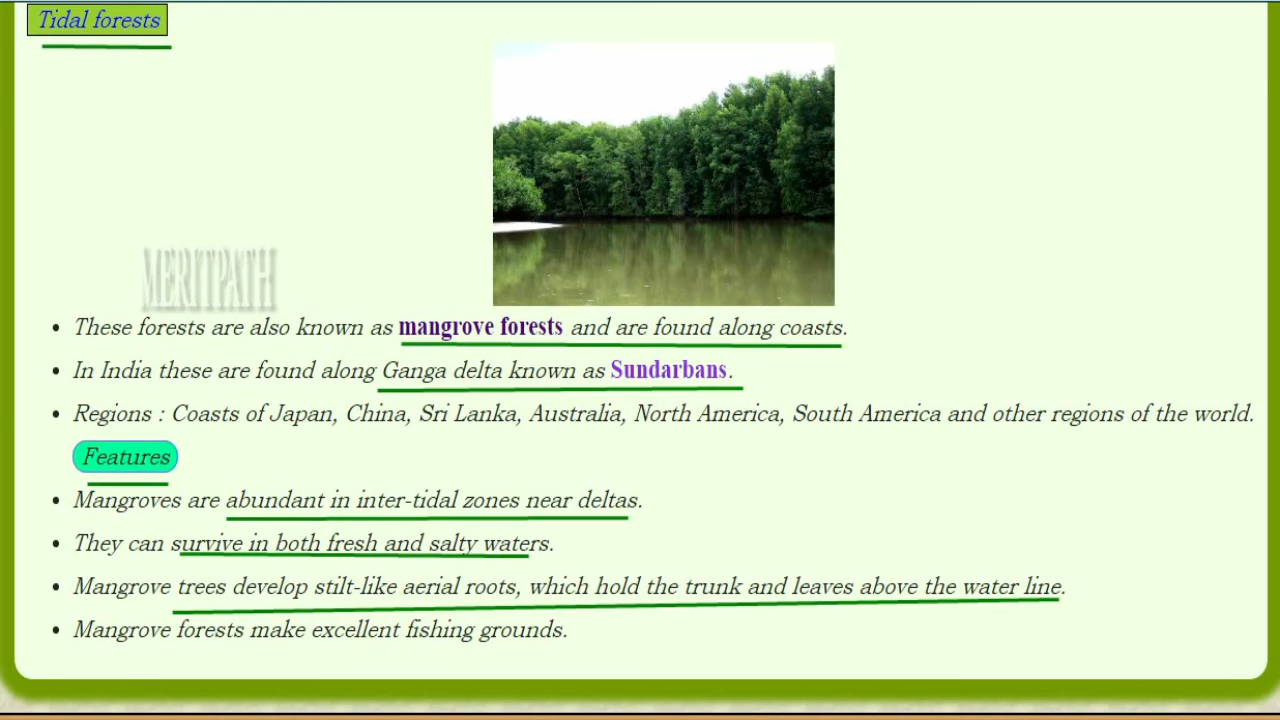 Tidal forests
MERITPATH
These forests are also known as mangrove forests and are found along coasts.
In India these are found along Ganga delta known as Sundarbans.
Regions : Coasts of Japan, China, Sri Lanka, Australia, North America, South America and other regions of the world.
Features
Mangroves are abundant in inter-tidal zones near deltas.
They can survive in both fresh and salty waters.
Mangrove trees develop stilt-like aerial roots, which hold the trunk and leaves above the water line.
Mangrove forests make excellent fishing grounds.